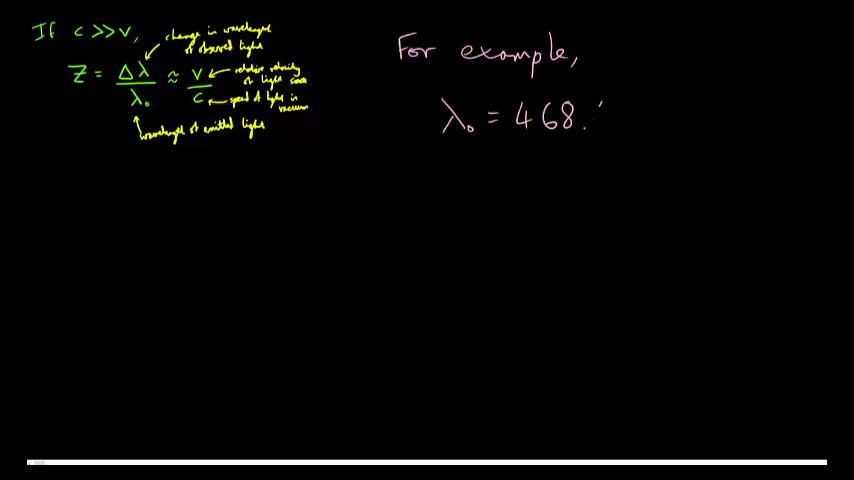 If c >> v,
change in wavelength
of observed light
Z = Δλ / λ₀ ≈ v / c
relative velocity
of light source
speed of light in
vacuum
wavelength of emitted light
For example,
λ₀ = 468.